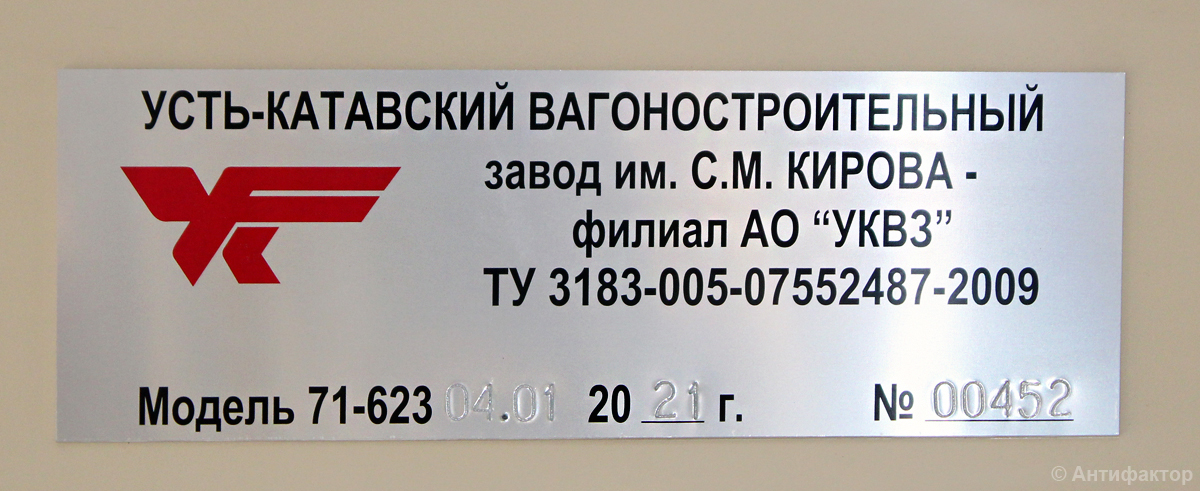 УСТЬ-КАТАВСКИЙ ВАГОНОСТРОИТЕЛЬНЫЙ
завод им. С.М. КИРОВА -
филиал АО “УКВЗ”
ТУ 3183-005-07552487-2009
Модель 71-623 04.01 20 21 г. № 00452
© Антифактор